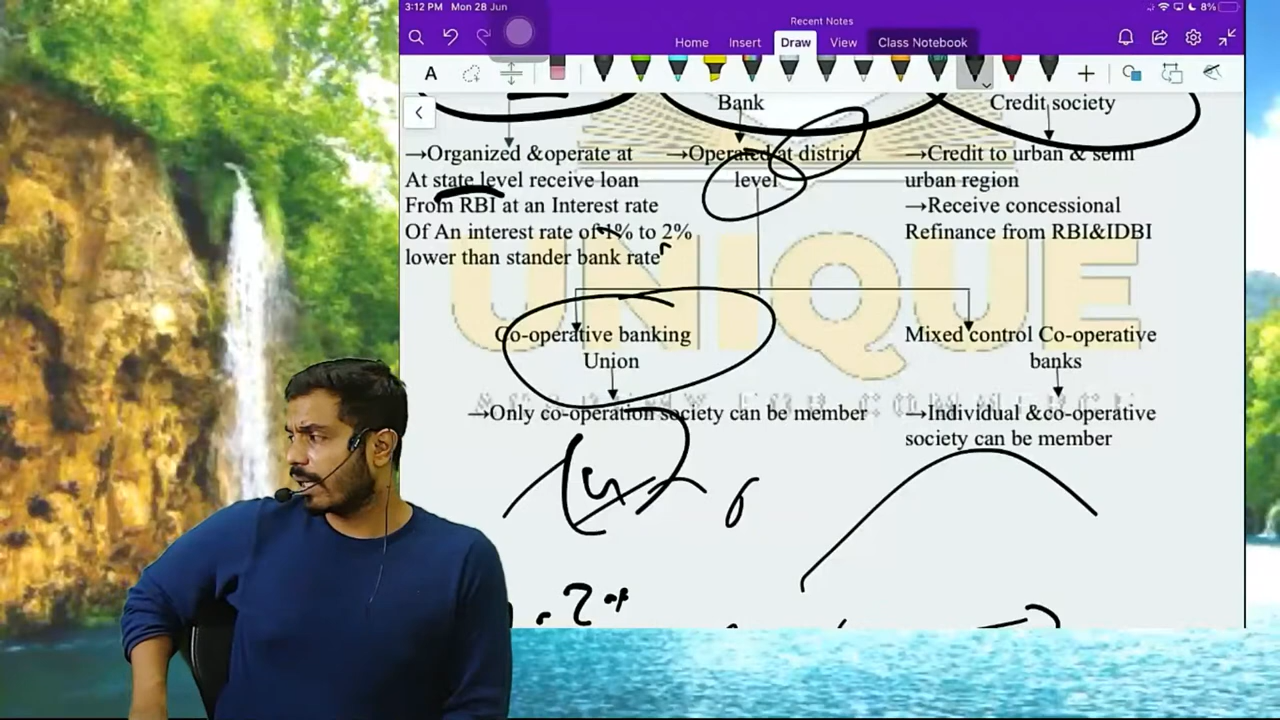 3:12 PM Mon 28 Jun
8%
Recent Notes
Home Insert Draw View Class Notebook
A
Bank
Credit society
→Organized &operate at
At state level receive loan
From RBI at an Interest rate
Of An interest rate of 1% to 2%
lower than stander bank rate
→Operated at district
level
→Credit to urban & semi
urban region
→Receive concessional
Refinance from RBI&IDBI
UNIQUE
ACADEMY FOR COMMERCE
Co-operative banking
Union
→Only co-operation society can be member
Mixed control Co-operative
banks
→Individual &co-operative
society can be member